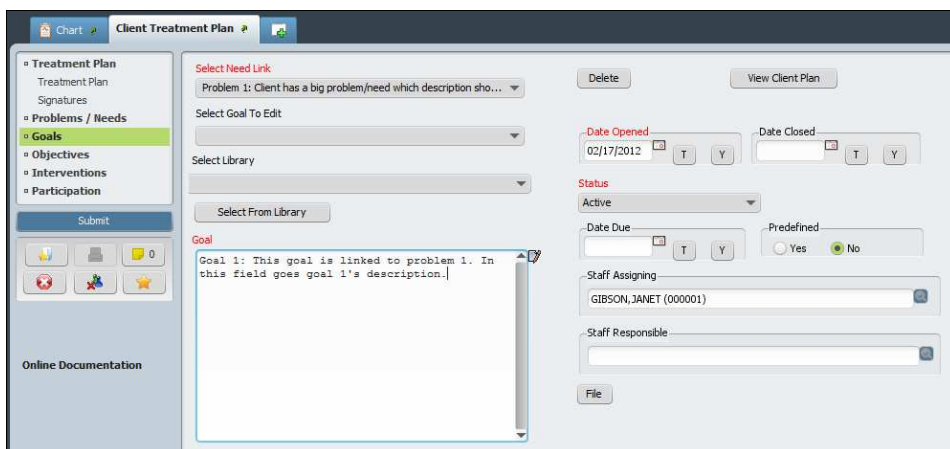 Chart
Client Treatment Plan
Treatment Plan
Treatment Plan
Signatures
Problems / Needs
Goals
Objectives
Interventions
Participation
Submit
0
Online Documentation
Select Need Link
Problem 1: Client has a big problem/need which description sho...
Select Goal To Edit
Select Library
Select From Library
Goal
Goal 1: This goal is linked to problem 1. In
this field goes goal 1's description.
Delete
View Client Plan
Date Opened
02/17/2012
T
Y
Date Closed
T
Y
Status
Active
Date Due
T
Y
Predefined
Yes
No
Staff Assigning
GIBSON,JANET (000001)
Staff Responsible
File